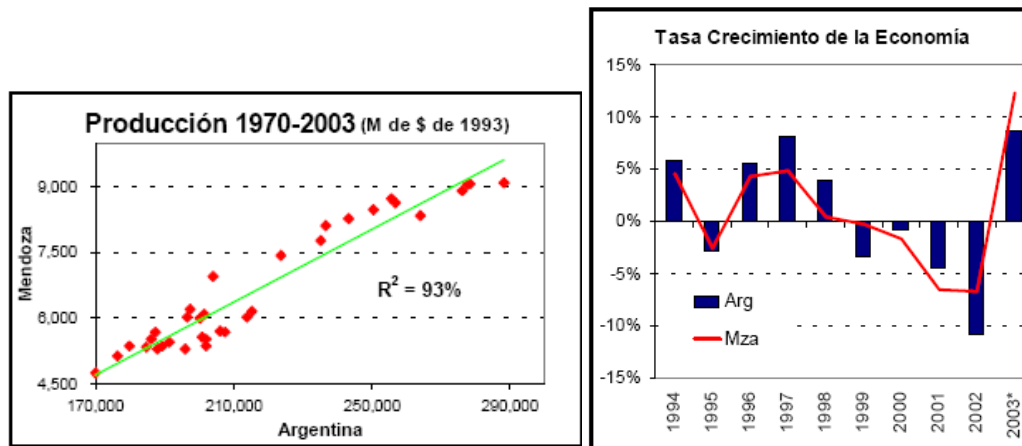 Producción 1970-2003 (M de $ de 1993)
9,000
7,500
6,000
4,500
Mendoza
R² = 93%
170,000 210,000 250,000 290,000
Argentina
Tasa Crecimiento de la Economía
15%
10%
5%
0%
-5%
-10%
-15%
Arg
Mza
1994 1995 1996 1997 1998 1999 2000 2001 2002 2003*